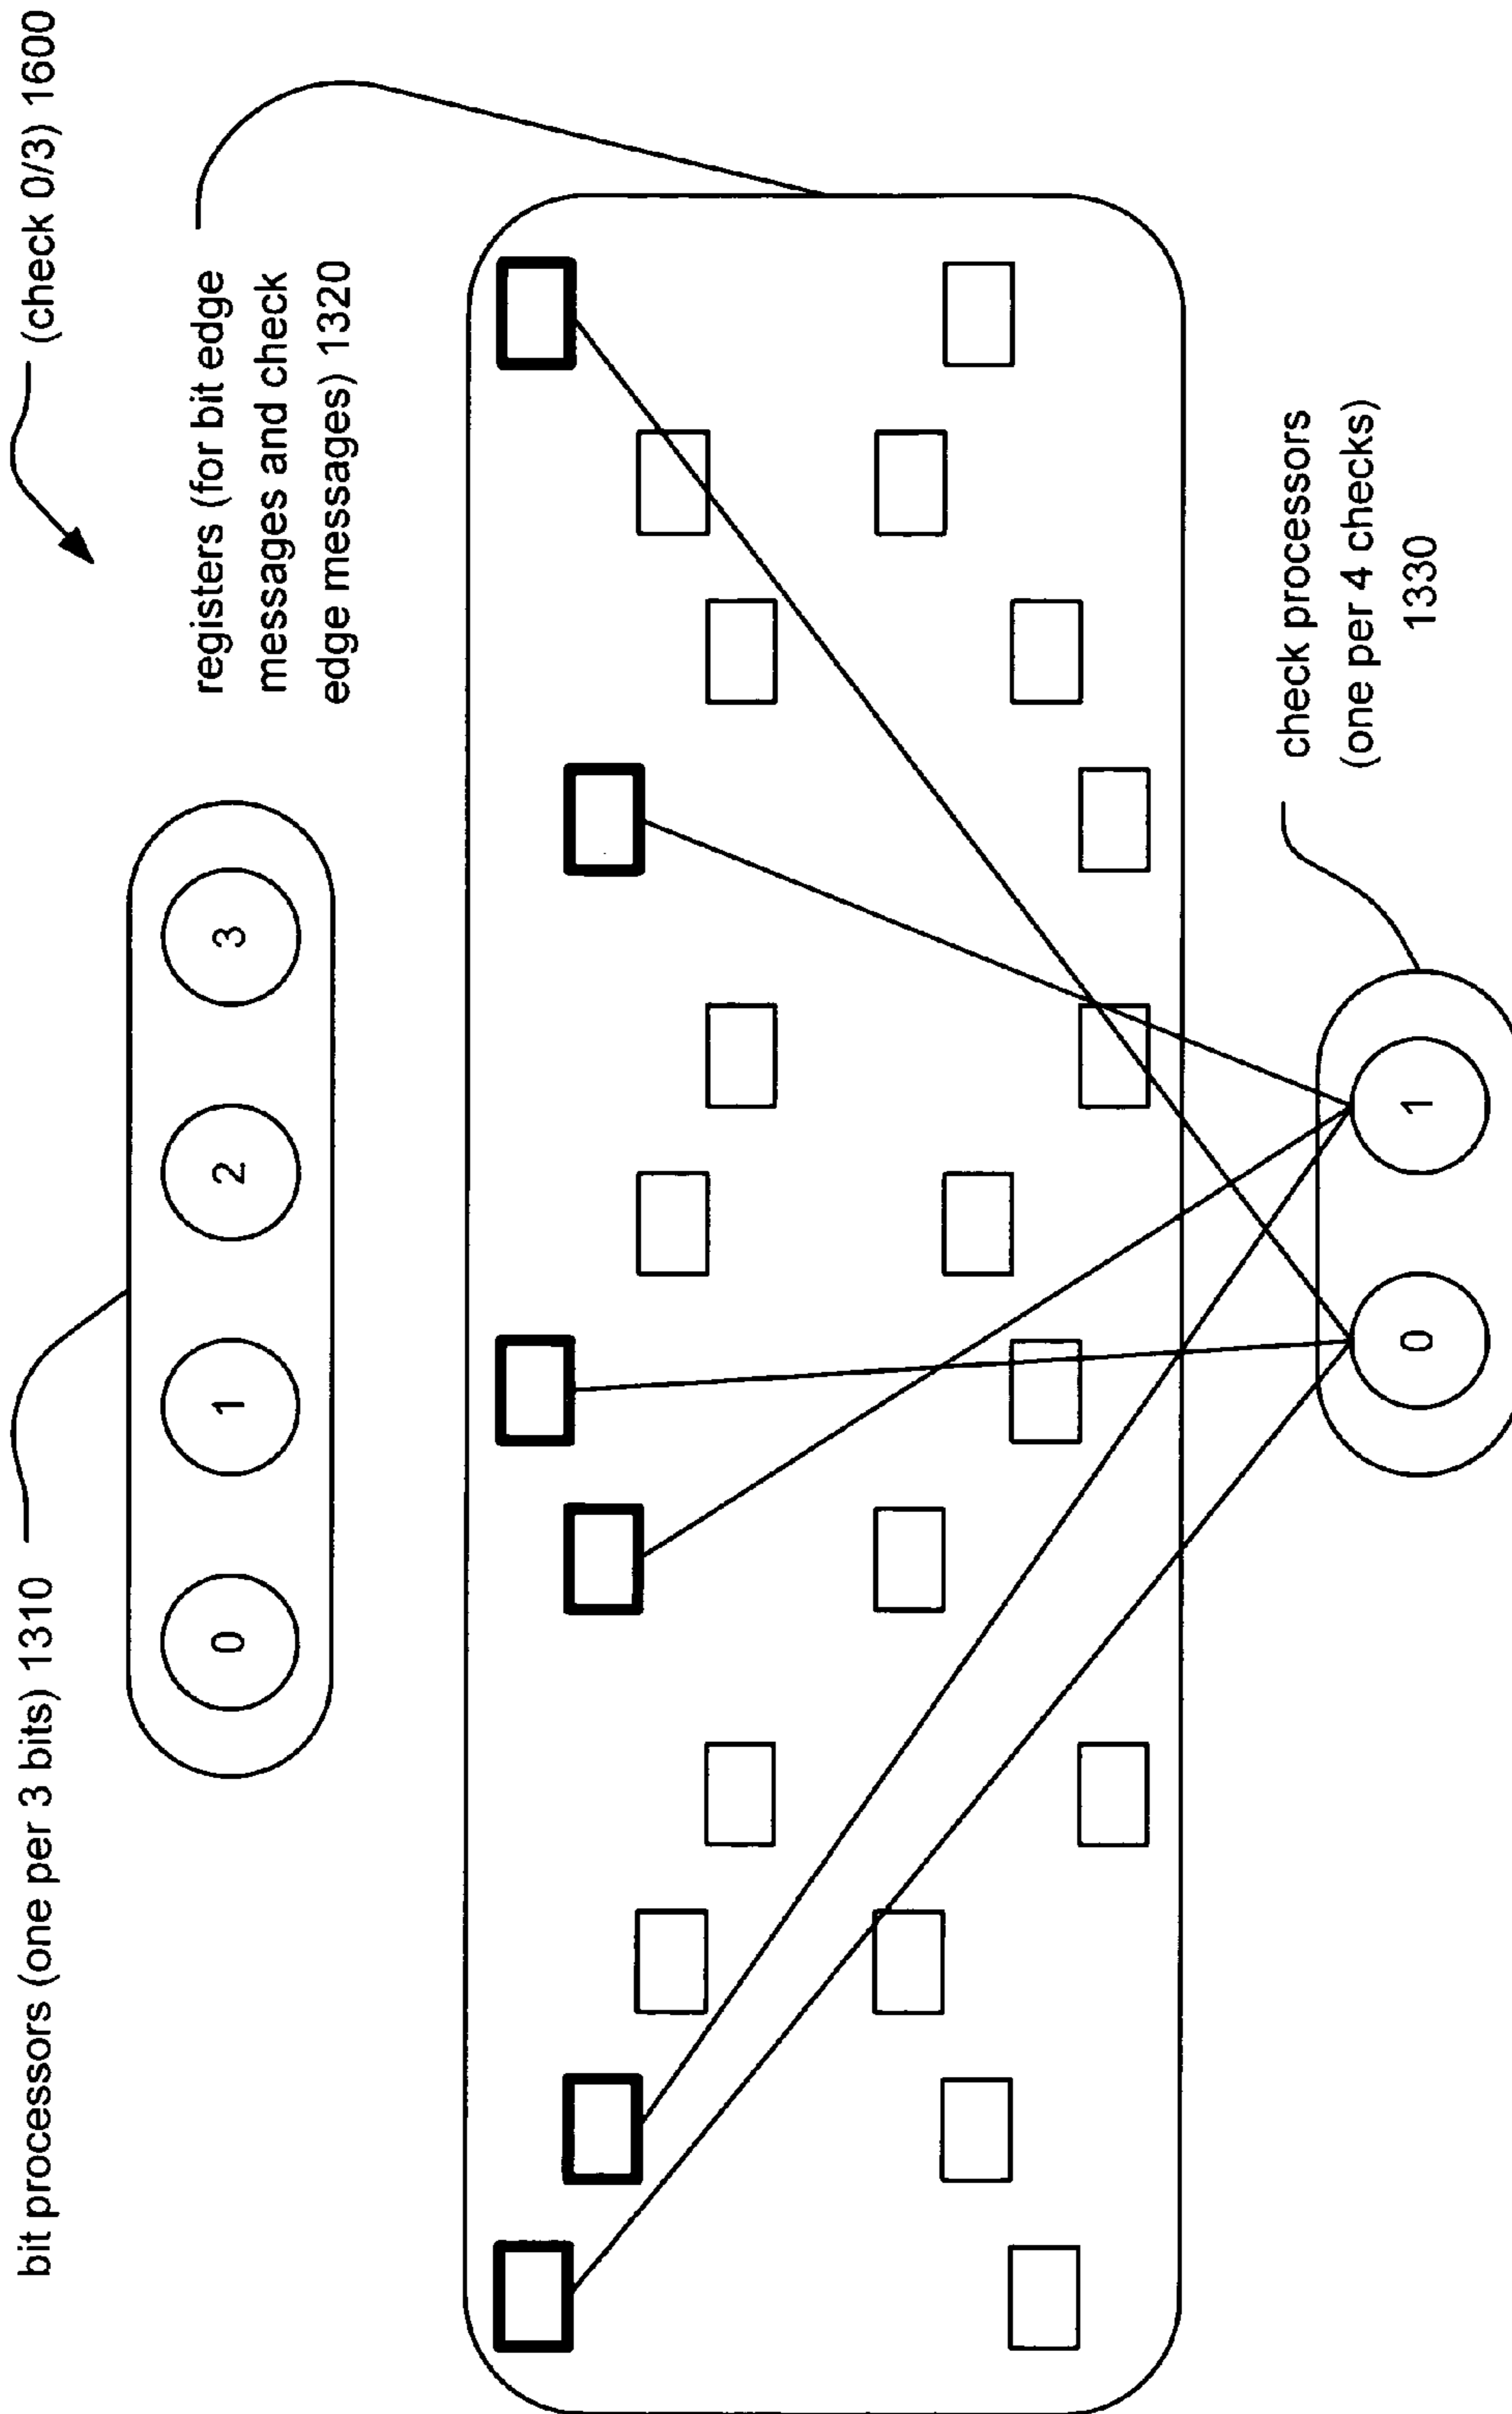 (check 0/3) 1600
bit processors (one per 3 bits) 1310
0
1
2
3
registers (for bit edge
messages and check
edge messages) 1320
0
1
check processors
(one per 4 checks)
1330